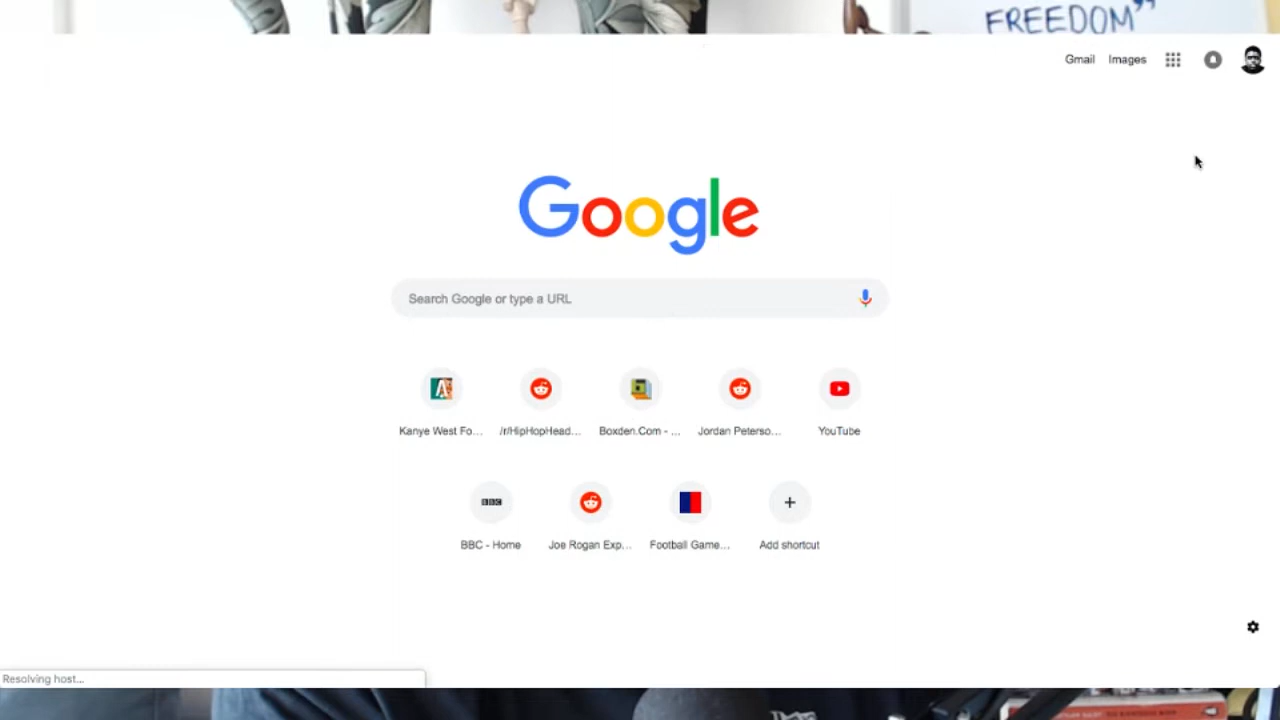 FREEDOM”
Gmail Images
Google
Search Google or type a URL
Kanye West Fo... /r/HipHopHead... Boxden.Com - ... Jordan Peterso... YouTube
BBC
BBC - Home Joe Rogan Exp... Football Game... Add shortcut
Resolving host...